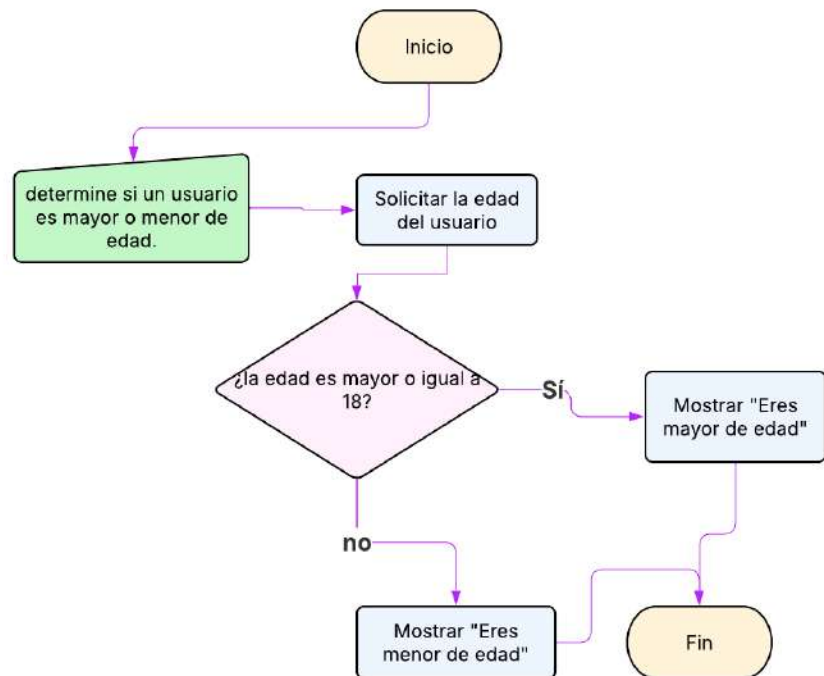 Inicio
determine si un usuario
es mayor o menor de
edad.
Solicitar la edad
del usuario
¿la edad es mayor o igual a
18?
Sí
Mostrar "Eres
mayor de edad"
no
Mostrar "Eres
menor de edad"
Fin